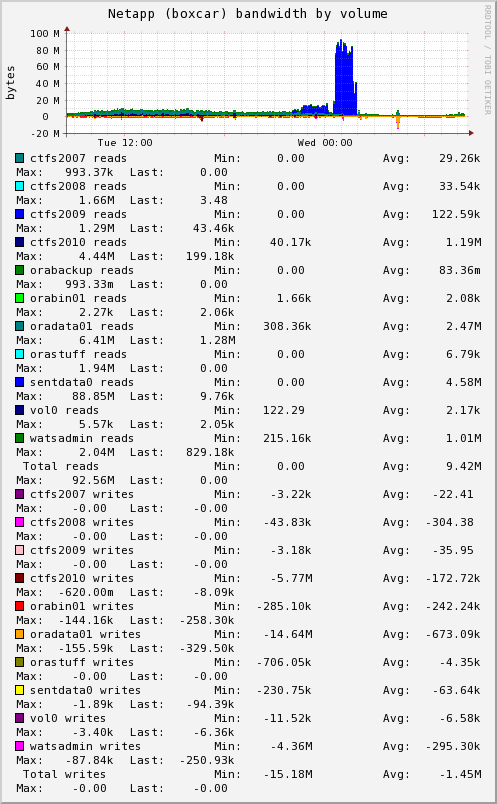 Netapp (boxcar) bandwidth by volume
RRDTOOL / TOBI OETIKER
bytes
100 M
80 M
60 M
40 M
20 M
0
-20 M
Tue 12:00 Wed 00:00
ctfs2007 reads Min: 0.00 Avg: 29.26k
Max: 993.37k Last: 0.00
ctfs2008 reads Min: 0.00 Avg: 33.54k
Max: 1.66M Last: 3.48
ctfs2009 reads Min: 0.00 Avg: 122.59k
Max: 1.29M Last: 43.46k
ctfs2010 reads Min: 40.17k Avg: 1.19M
Max: 4.44M Last: 199.18k
orabackup reads Min: 0.00 Avg: 83.36m
Max: 993.33m Last: 0.00
orabin01 reads Min: 1.66k Avg: 2.08k
Max: 2.27k Last: 2.06k
oradata01 reads Min: 308.36k Avg: 2.47M
Max: 6.41M Last: 1.28M
orastuff reads Min: 0.00 Avg: 6.79k
Max: 1.94M Last: 0.00
sentdata0 reads Min: 0.00 Avg: 4.58M
Max: 88.85M Last: 9.76k
vol0 reads Min: 122.29 Avg: 2.17k
Max: 5.57k Last: 2.05k
watsadmin reads Min: 215.16k Avg: 1.01M
Max: 2.04M Last: 829.18k
Total reads Min: 0.00 Avg: 9.42M
Max: 92.56M Last: 0.00
ctfs2007 writes Min: -3.22k Avg: -22.41
Max: -0.00 Last: -0.00
ctfs2008 writes Min: -43.83k Avg: -304.38
Max: -0.00 Last: -0.00
ctfs2009 writes Min: -3.18k Avg: -35.95
Max: -0.00 Last: -0.00
ctfs2010 writes Min: -5.77M Avg: -172.72k
Max: -620.00m Last: -8.09k
orabin01 writes Min: -285.10k Avg: -242.24k
Max: -144.16k Last: -258.30k
oradata01 writes Min: -14.64M Avg: -673.09k
Max: -155.59k Last: -329.50k
orastuff writes Min: -706.05k Avg: -4.35k
Max: -0.00 Last: -0.00
sentdata0 writes Min: -230.75k Avg: -63.64k
Max: -1.89k Last: -94.39k
vol0 writes Min: -11.52k Avg: -6.58k
Max: -3.40k Last: -6.36k
watsadmin writes Min: -4.36M Avg: -295.30k
Max: -87.84k Last: -250.93k
Total writes Min: -15.18M Avg: -1.45M
Max: -0.00 Last: -0.00